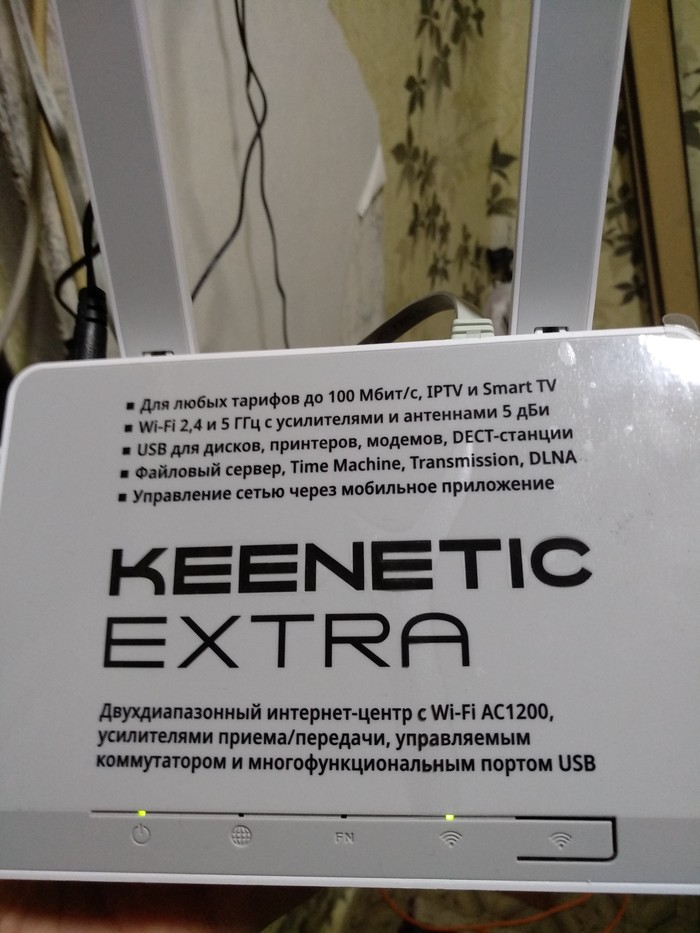 ▪ Для любых тарифов до 100 Мбит/с, IPTV и Smart TV
▪ Wi-Fi 2,4 и 5 ГГц с усилителями и антеннами 5 дБи
▪ USB для дисков, принтеров, модемов, DECT-станции
▪ Файловый сервер, Time Machine, Transmission, DLNA
▪ Управление сетью через мобильное приложение
KEENETIC
EXTRA
Двухдиапазонный интернет-центр с Wi-Fi AC1200,
усилителями приема/передачи, управляемым
коммутатором и многофункциональным портом USB
FN